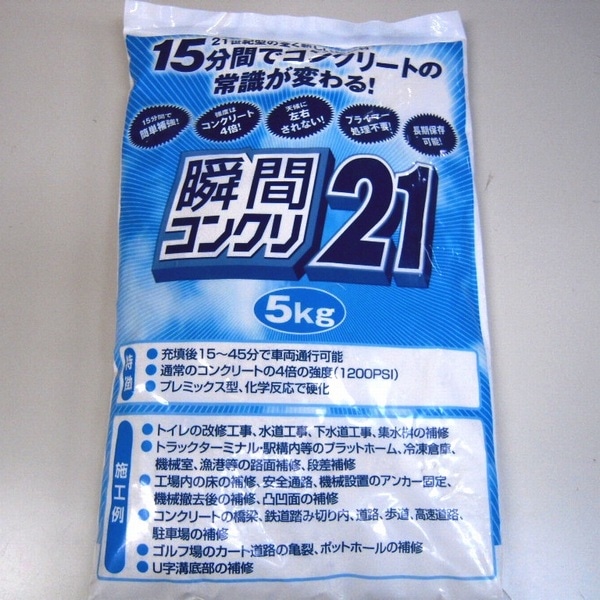 15分間でコンクリートの
常識が変わる!
15分間で
簡単補強!
強度は
コンクリート
4倍!
天候に
左右
されない!
プライマー
処理不要!
長期保存
可能!
瞬間
コンクリ
21
5kg
特徴
●充填後15～45分で車両通行可能
●通常のコンクリートの4倍の強度(1200PSI)
●プレミックス型、化学反応で硬化
施工例
●トイレの改修工事、水道工事、下水道工事、集水桝の補修
●トラックターミナル・駅構内等のプラットホーム、冷凍倉庫、
機械室、漁港等の路面補修、段差補修
●工場内の床の補修、安全通路、機械設置のアンカー固定、
機械撤去後の補修、凸凹面の補修
●コンクリートの橋梁、鉄道踏み切り内、道路、歩道、高速道路、
駐車場の補修
●ゴルフ場のカート道路の亀裂、ポットホールの補修
●U字溝底部の補修